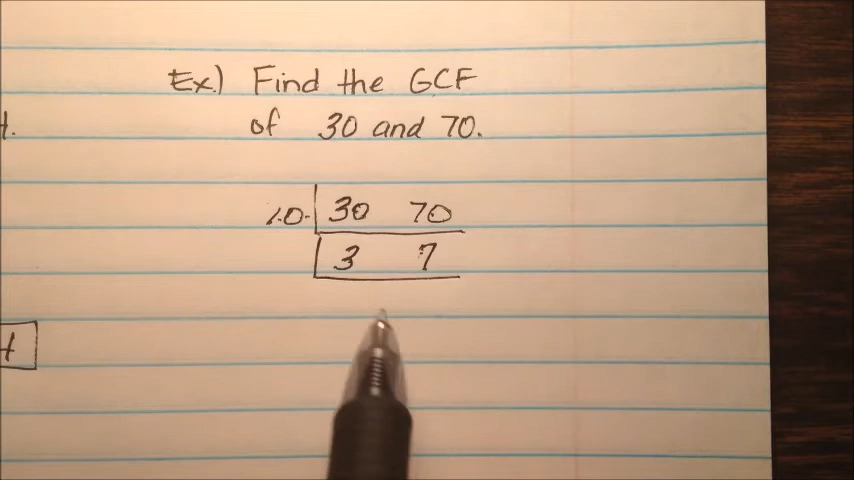 Ex.) Find the GCF
of 30 and 70.
t.
10 30 70
3 7
t